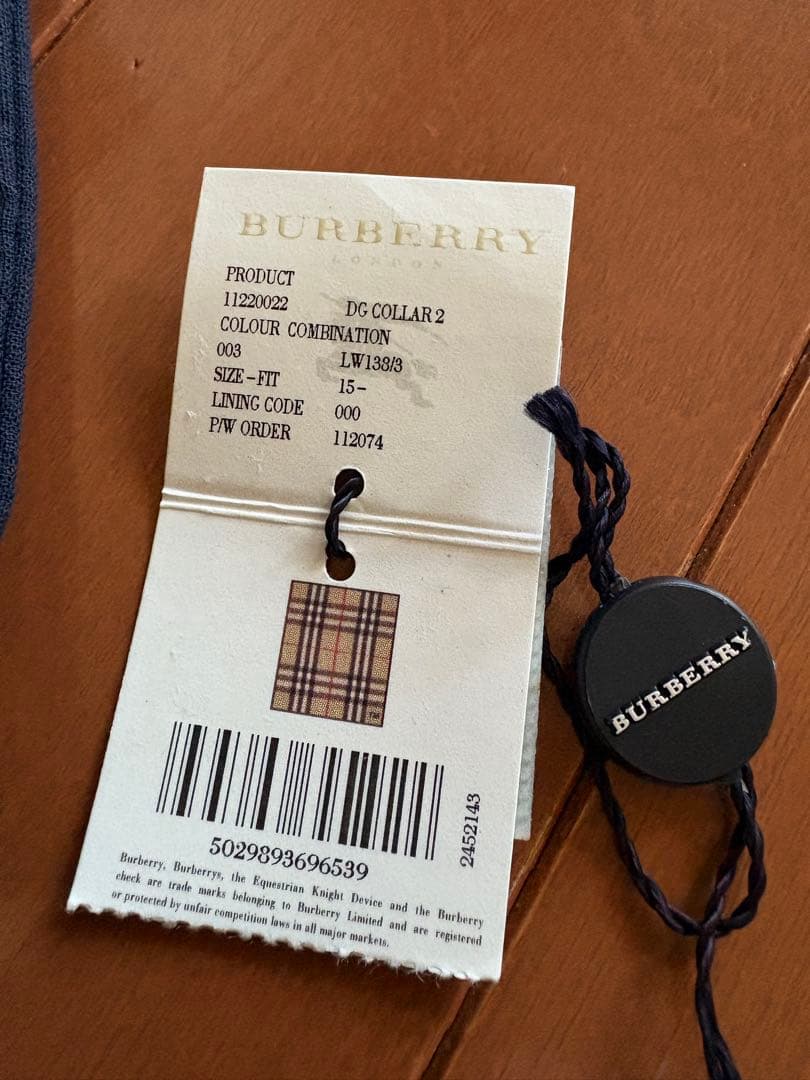 BURBERRY
LONDON
PRODUCT
11220022 DG COLLAR 2
COLOUR COMBINATION
003 LW138/3
SIZE-FIT 15-
LINING CODE 000
P/W ORDER 112074
5029893696539
2452143
Burberry, Burberrys, the Equestrian Knight Device and the Burberry
check are trade marks belonging to Burberry Limited and are registered
or protected by unfair competition laws in all major markets.
BURBERRY